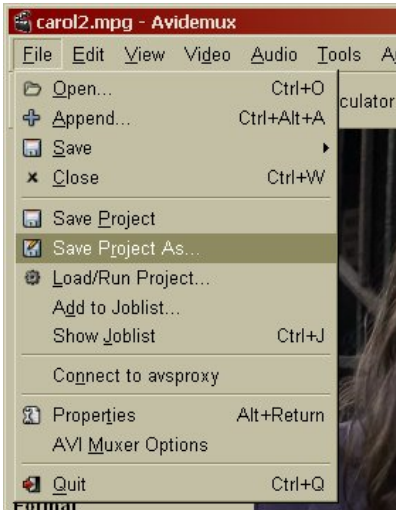 carol2.mpg - Avidemux
File Edit View Video Audio Tools
culator
Open... Ctrl+O
Append... Ctrl+Alt+A
Save
Close Ctrl+W
Save Project
Save Project As...
Load/Run Project...
Add to Joblist...
Show Joblist Ctrl+J
Connect to avsproxy
Properties Alt+Return
AVI Muxer Options
Quit Ctrl+Q
Format